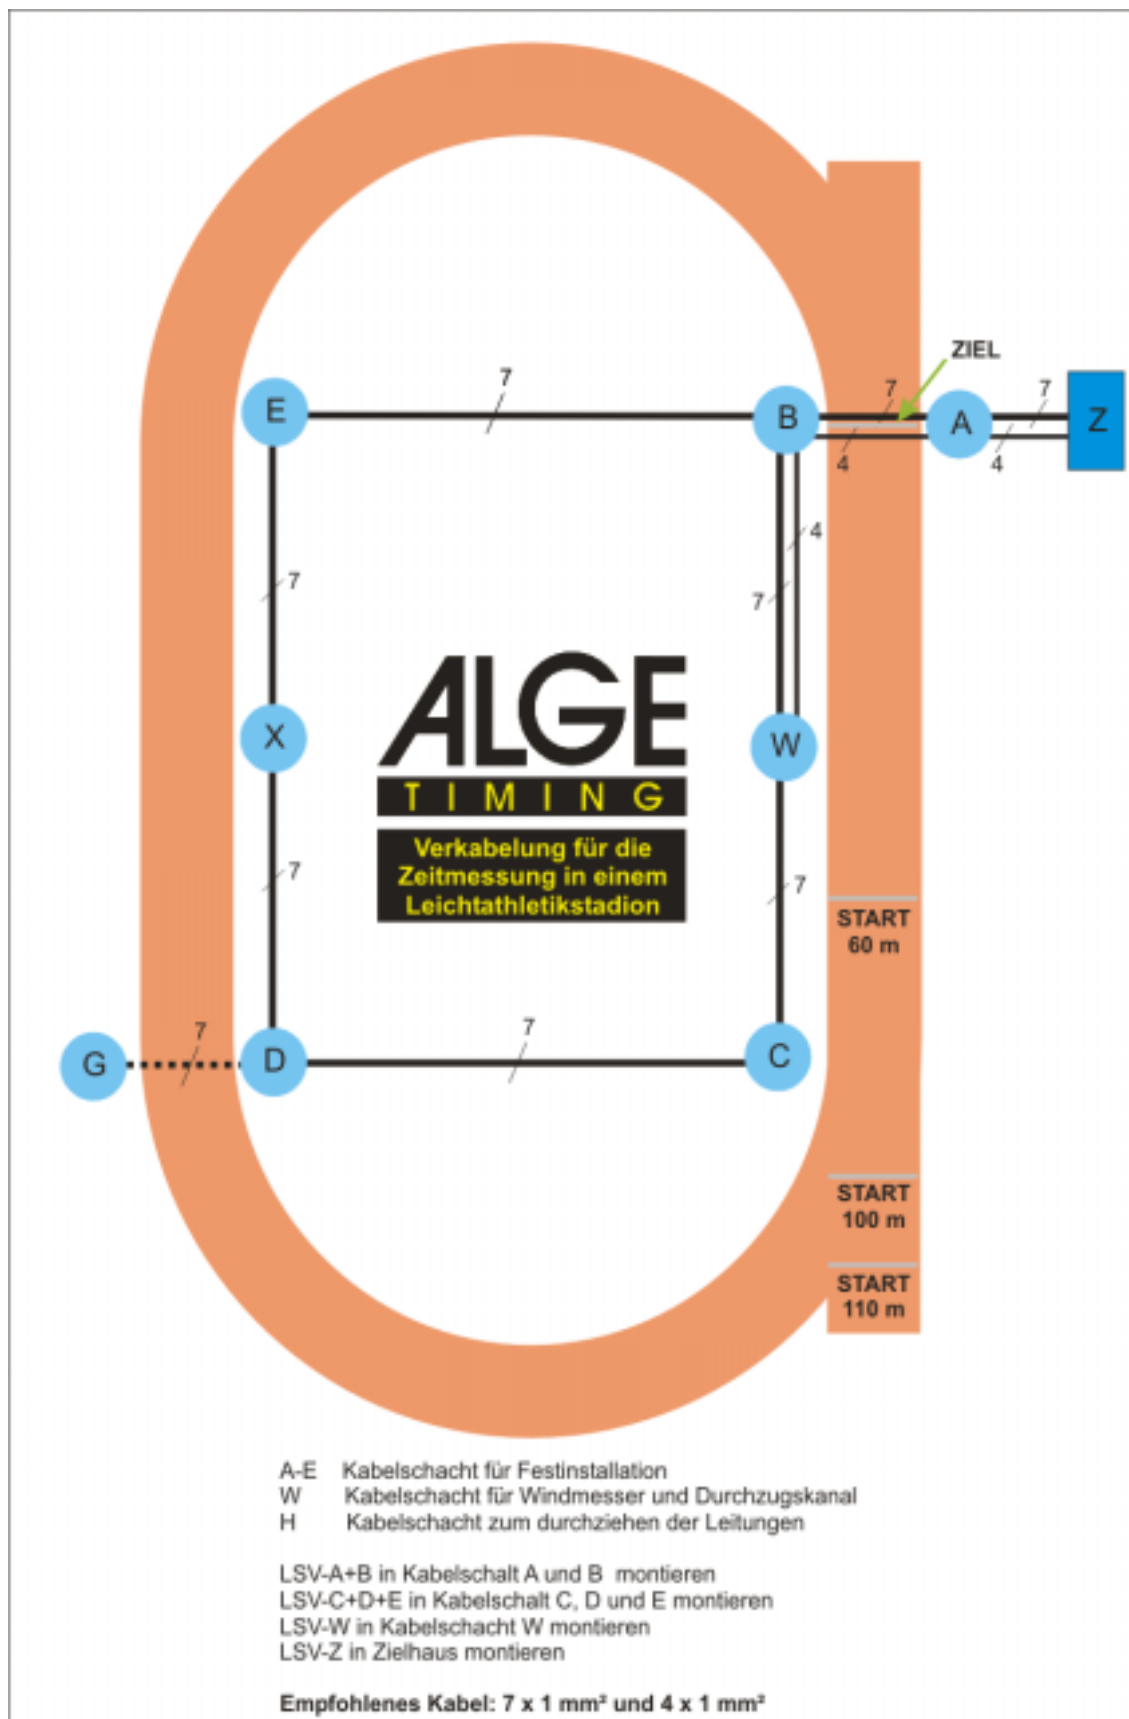 ZIEL
7
7
7
E
B
A
Z
4
4
4
7
7
X
W
ALGE
TIMING
Verkabelung für die
Zeitmessung in einem
Leichtathletikstadion
7
7
START
60 m
7
7
G
D
C
START
100 m
START
110 m
A-E Kabelschacht für Festinstallation
W Kabelschacht für Windmesser und Durchzugskanal
H Kabelschacht zum durchziehen der Leitungen
LSV-A+B in Kabelschalt A und B montieren
LSV-C+D+E in Kabelschalt C, D und E montieren
LSV-W in Kabelschacht W montieren
LSV-Z in Zielhaus montieren
Empfohlenes Kabel: 7 x 1 mm² und 4 x 1 mm²